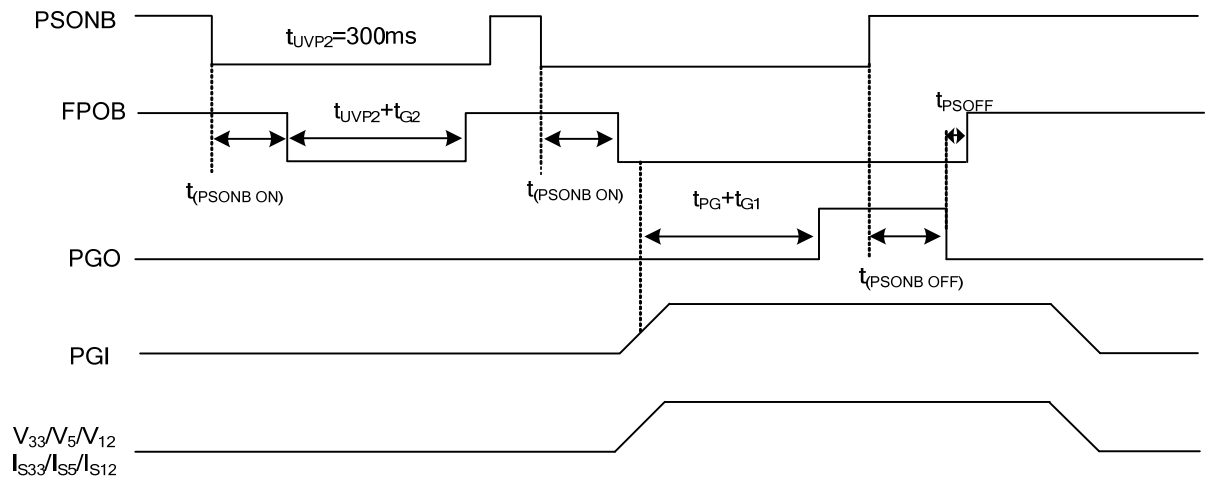 PSONB
tUVP2=300ms
FPOB
tUVP2+tG2
tPSOFF
t(PSONB ON)
t(PSONB ON)
tPG+tG1
PGO
t(PSONB OFF)
PGI
V33/V5/V12
IS33/IS5/IS12